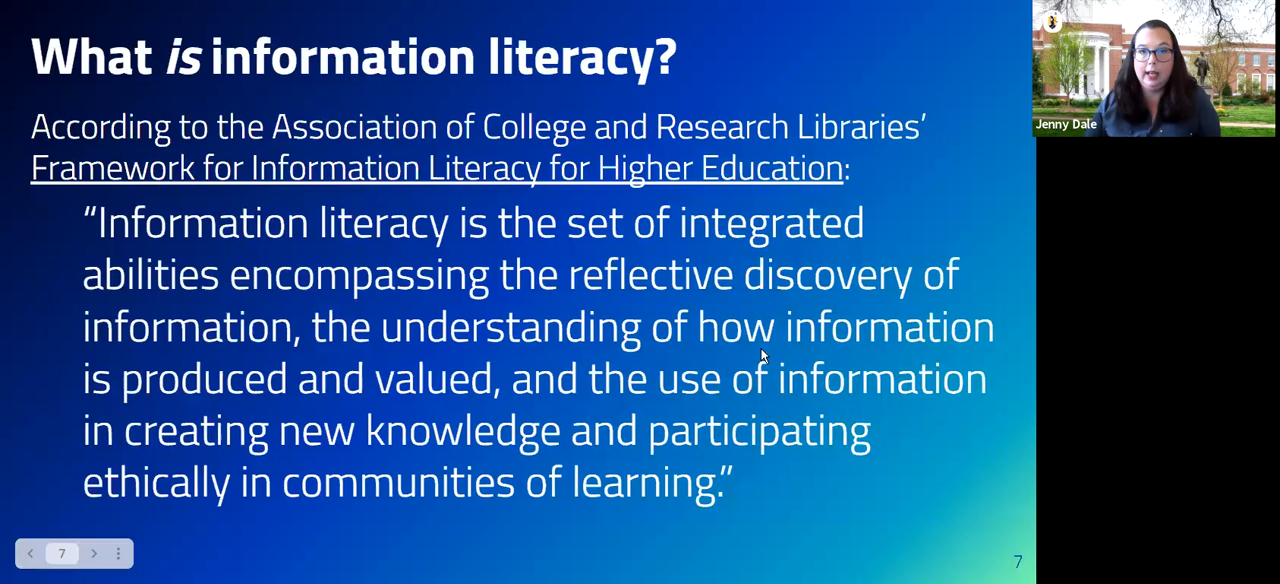 What is information literacy?
According to the Association of College and Research Libraries’
Framework for Information Literacy for Higher Education:
“Information literacy is the set of integrated
abilities encompassing the reflective discovery of
information, the understanding of how information
is produced and valued, and the use of information
in creating new knowledge and participating
ethically in communities of learning.”
7
7
Jenny Dale